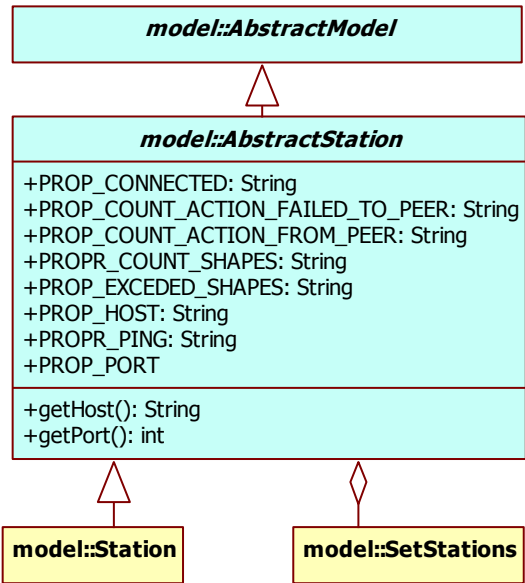 model::AbstractModel
model::AbstractStation
+PROP_CONNECTED: String
+PROP_COUNT_ACTION_FAILED_TO_PEER: String
+PROP_COUNT_ACTION_FROM_PEER: String
+PROPR_COUNT_SHAPES: String
+PROP_EXCEDED_SHAPES: String
+PROP_HOST: String
+PROPR_PING: String
+PROP_PORT
+getHost(): String
+getPort(): int
model::Station
model::SetStations